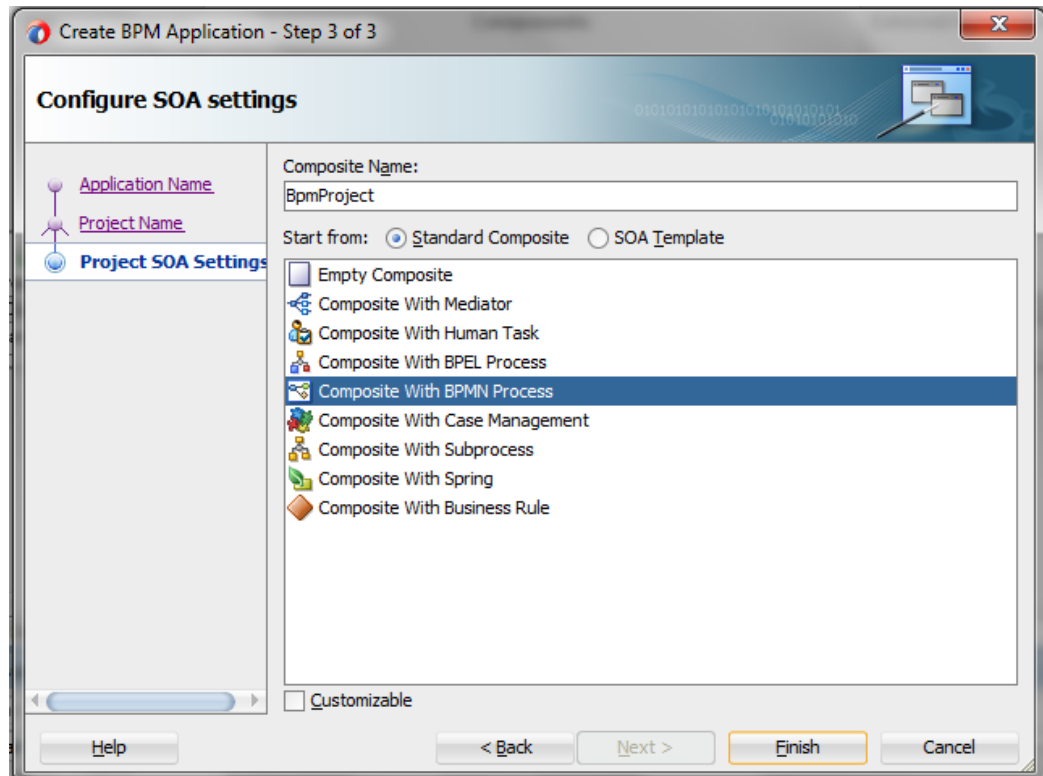 Create BPM Application - Step 3 of 3
Configure SOA settings
Application Name
Project Name
Project SOA Settings
Composite Name:
BpmProject
Start from: Standard Composite SOA Template
Empty Composite
Composite With Mediator
Composite With Human Task
Composite With BPEL Process
Composite With BPMN Process
Composite With Case Management
Composite With Subprocess
Composite With Spring
Composite With Business Rule
Customizable
Help < Back Next > Finish Cancel